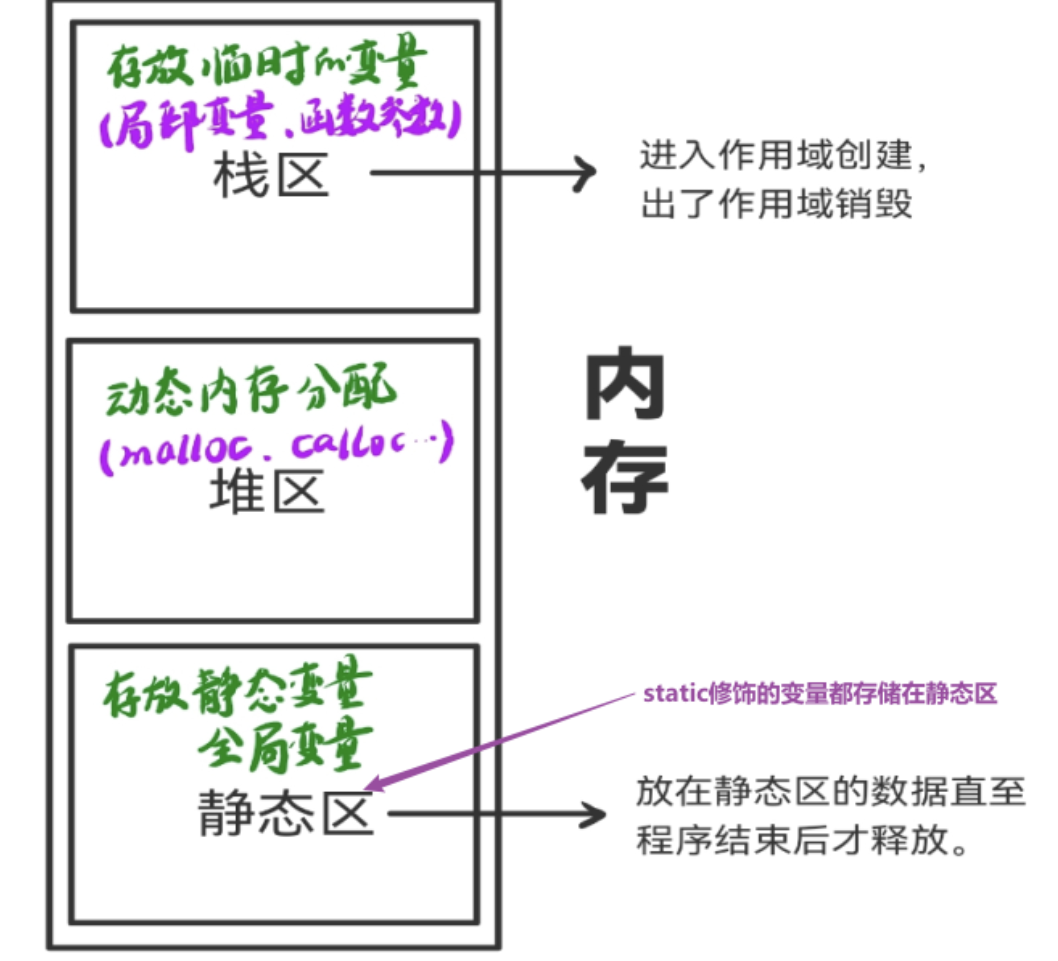 存放临时的变量
(局部变量、函数参数)
栈区
进入作用域创建，
出了作用域销毁
内
存
动态内存分配
(malloc、calloc…)
堆区
存放静态变量
全局变量
static修饰的变量都存储在静态区
静态区
放在静态区的数据直至
程序结束后才释放。